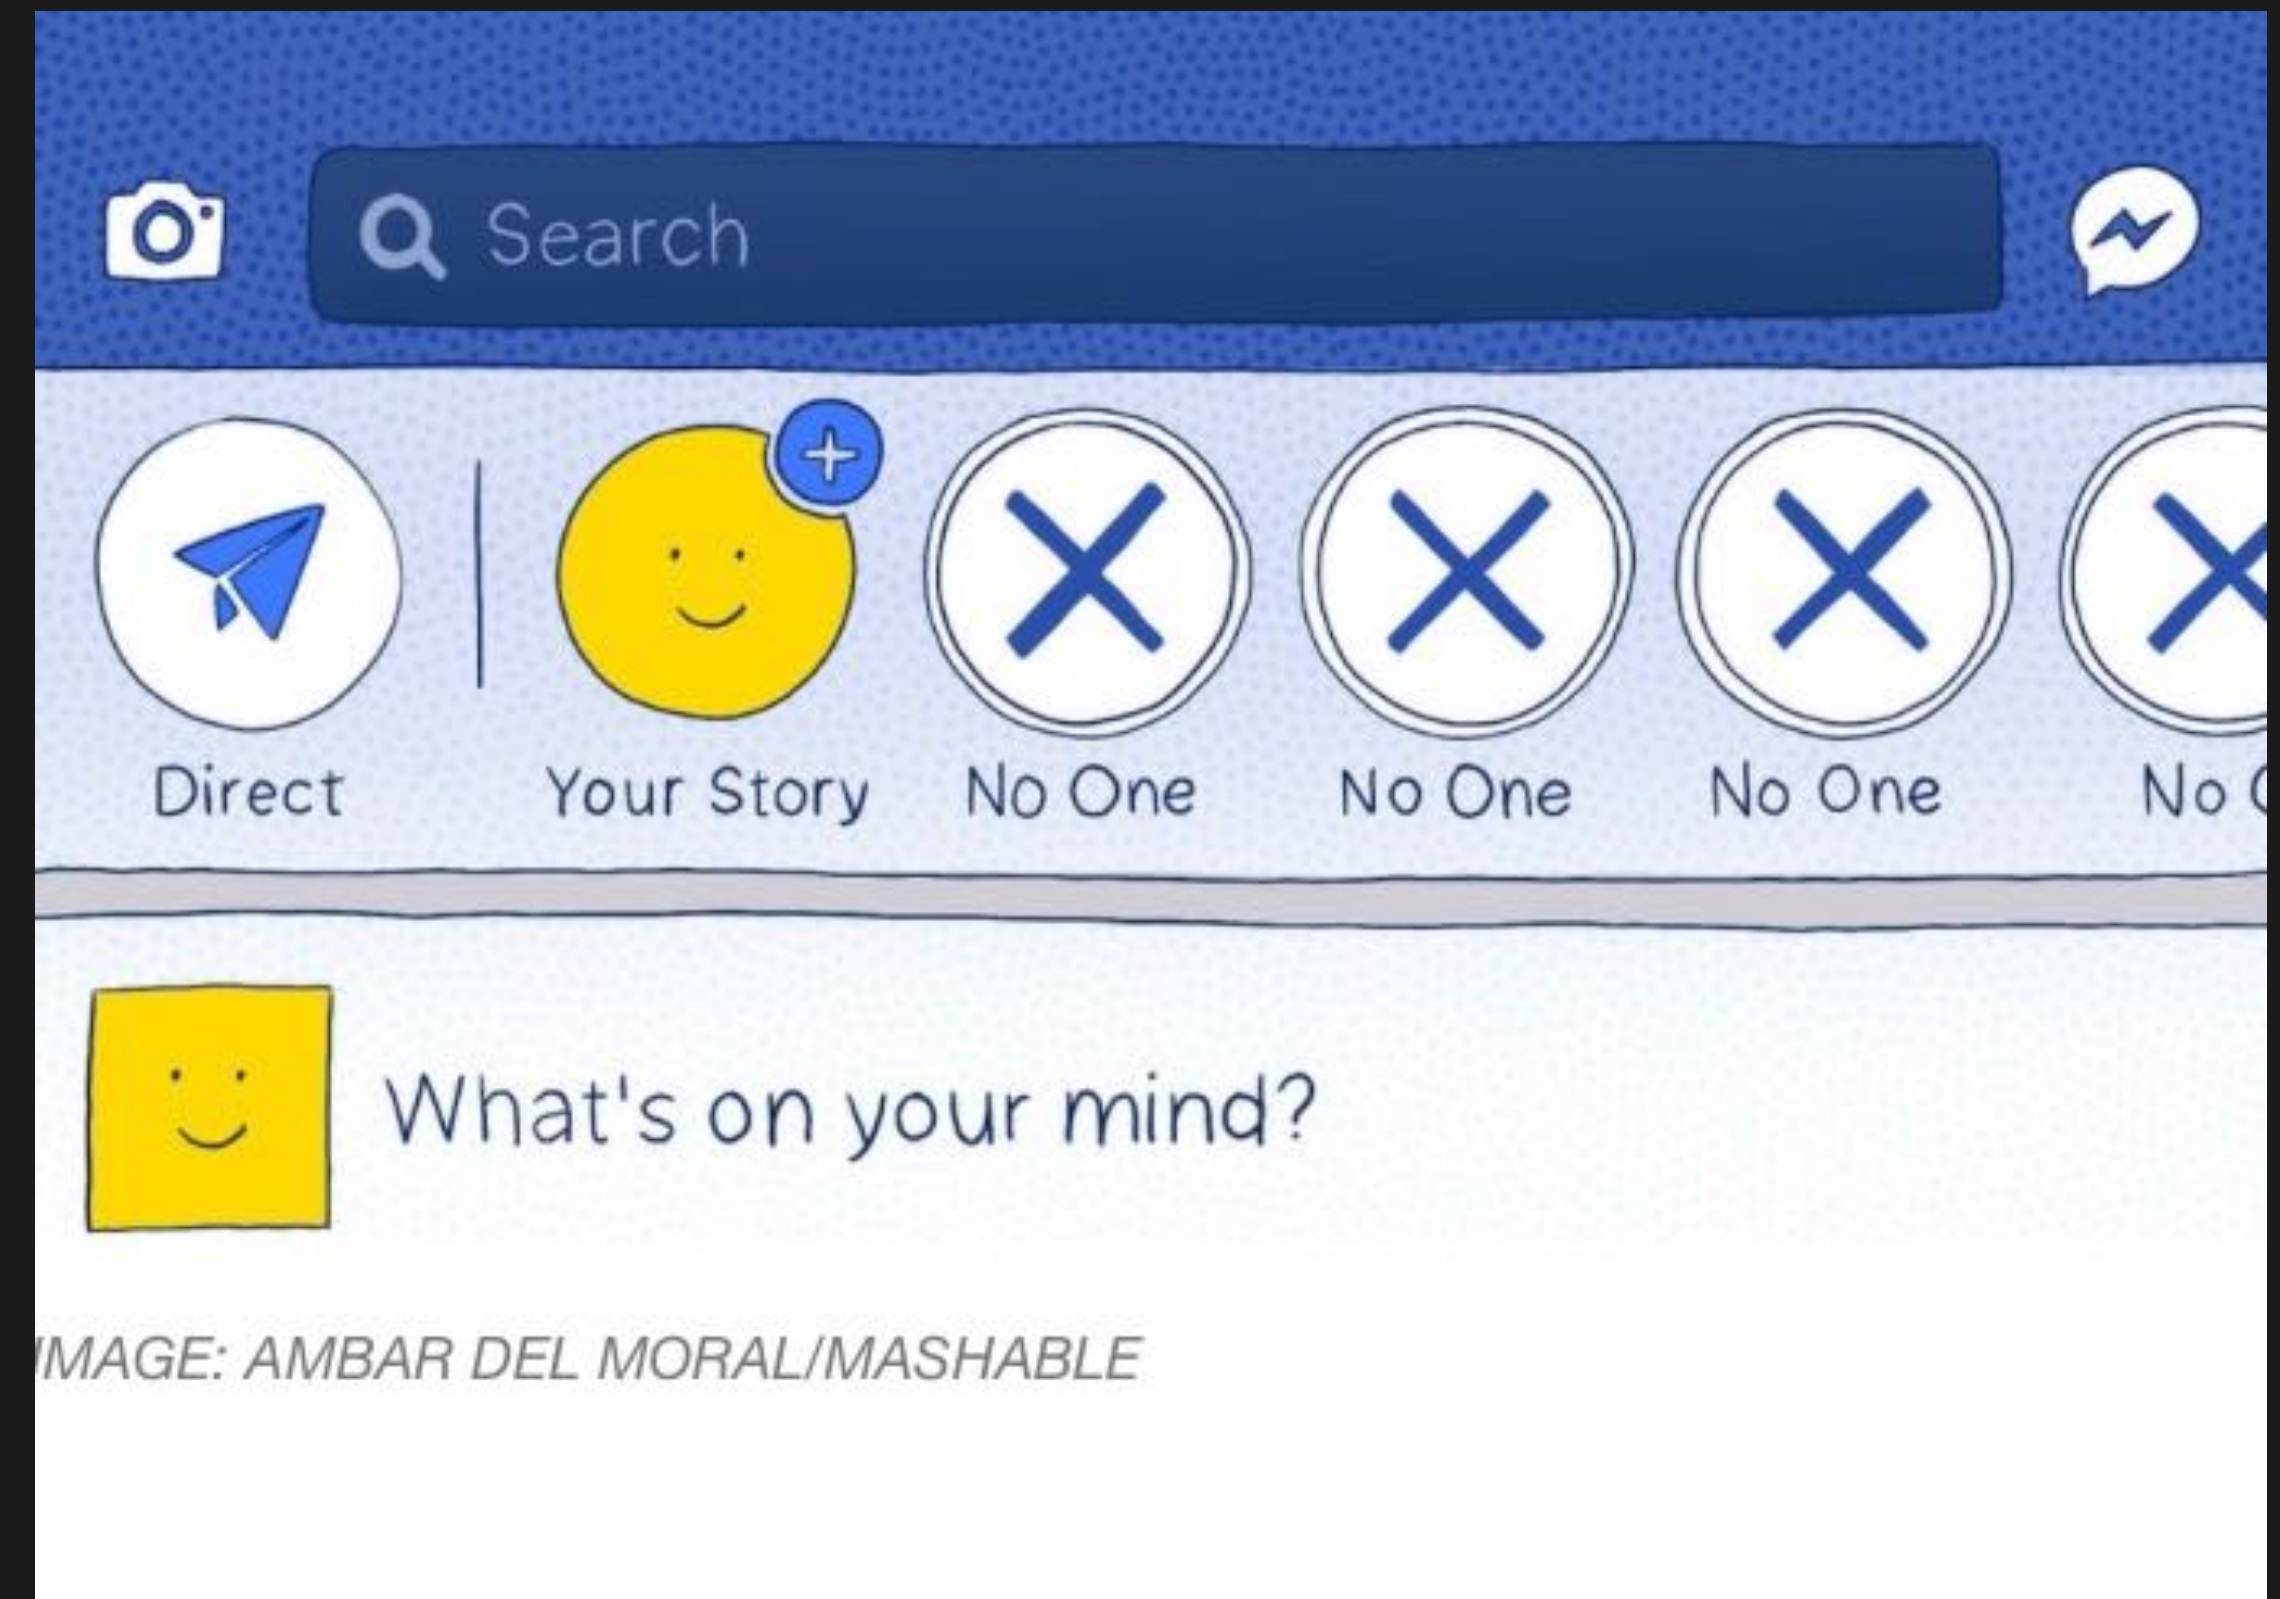 Search
Direct
Your Story
No One
No One
No One
No
What's on your mind?
IMAGE: AMBAR DEL MORAL/MASHABLE